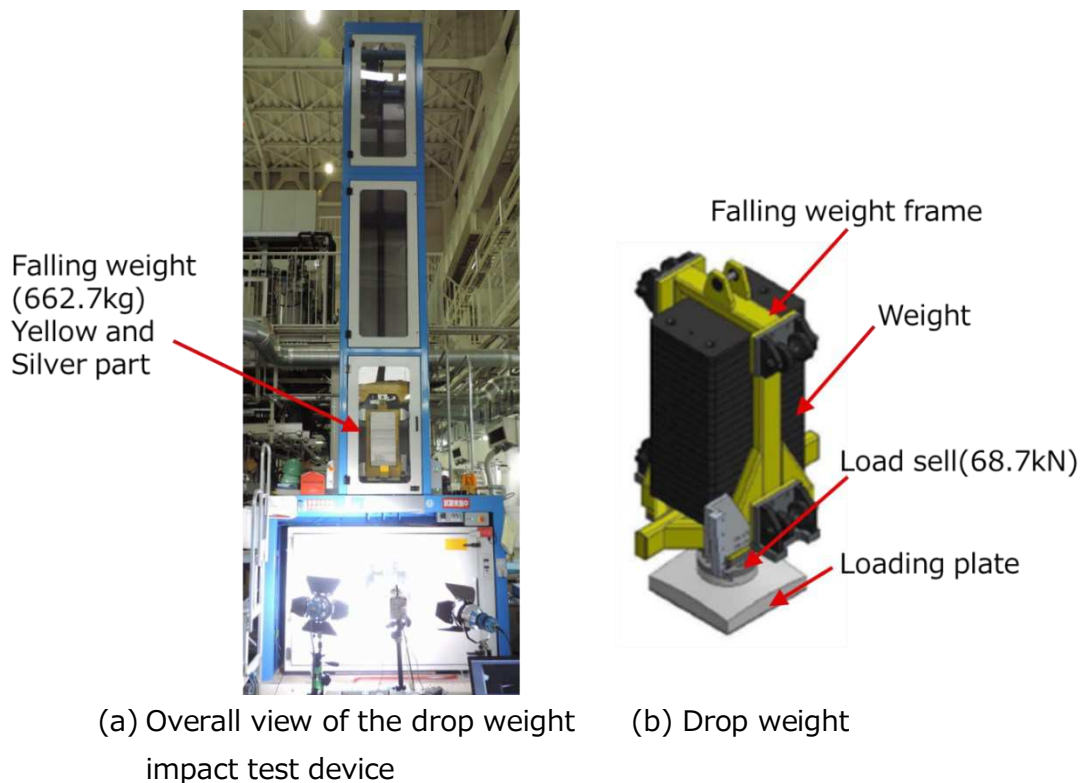 Falling weight
(662.7kg)
Yellow and
Silver part
Falling weight frame
Weight
Load sell(68.7kN)
Loading plate
(a) Overall view of the drop weight
impact test device
(b) Drop weight